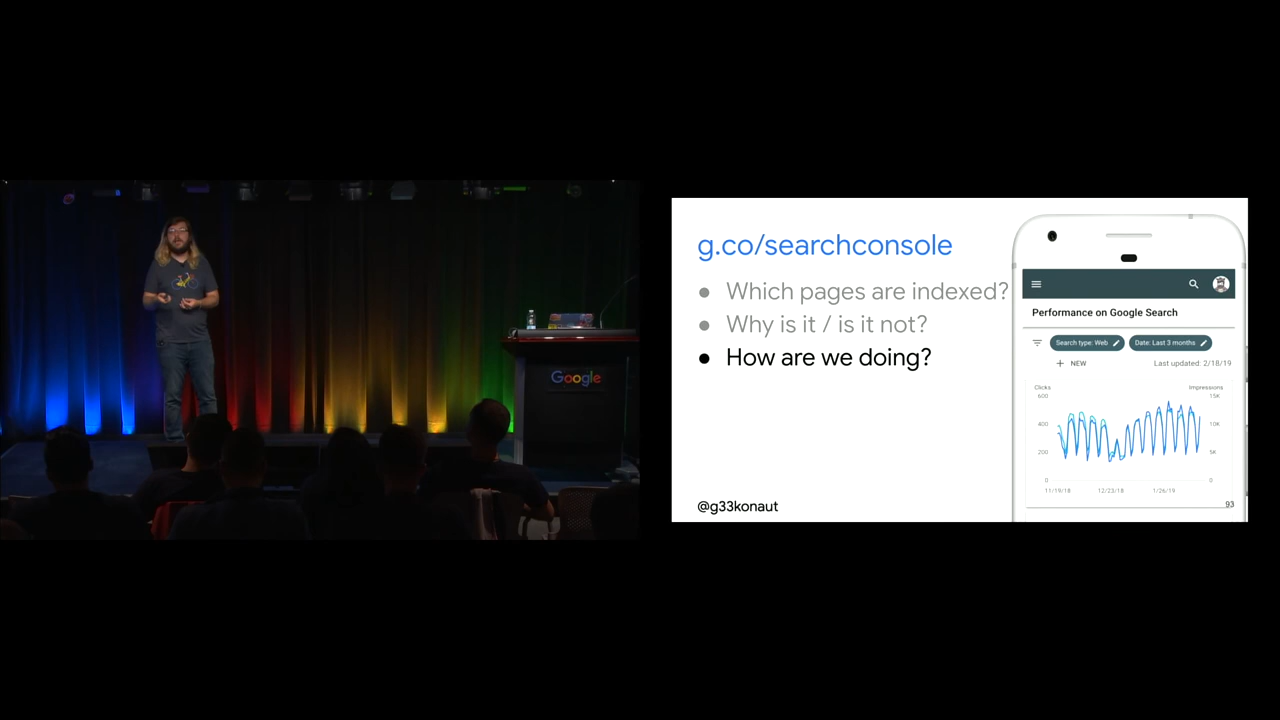 Google
g.co/searchconsole
Which pages are indexed?
Why is it / is it not?
How are we doing?
@g33konaut
Performance on Google Search
Search type: Web
Date: Last 3 months
+ NEW
Last updated: 2/18/19
Clicks
Impressions
600
15K
400
10K
200
5K
0
0
11/19/18
12/23/18
1/26/19
93